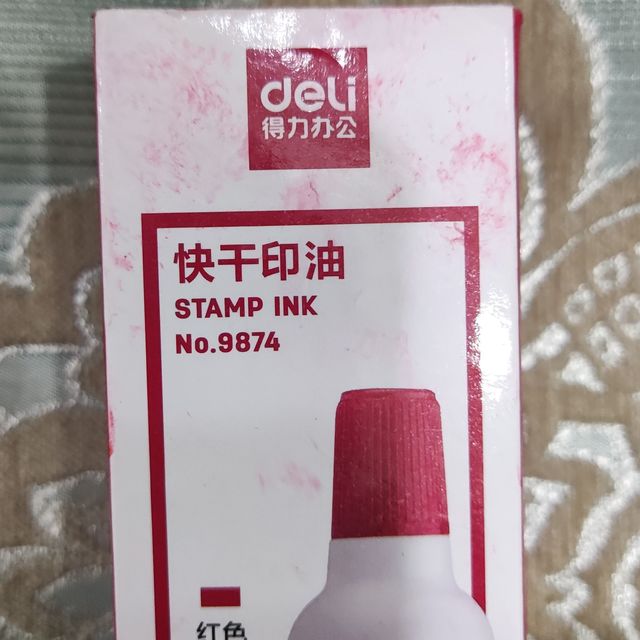 deli
得力办公
快干印油
STAMP INK
No.9874
红色